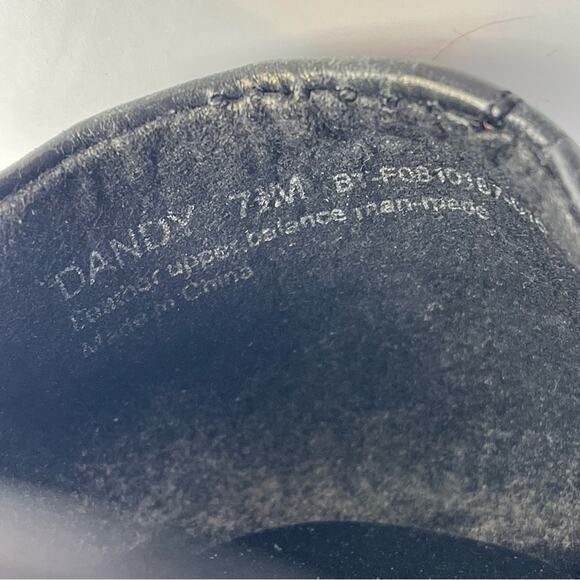 DANDY 7½M
Leather upper balance man-made
Made in China